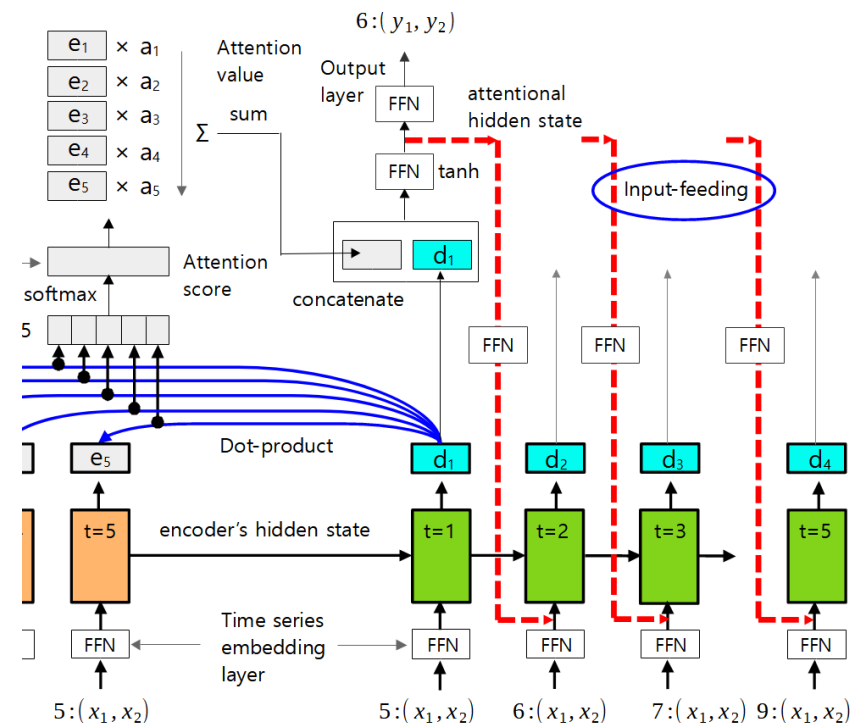 6:(y₁, y₂)
e₁ × a₁
e₂ × a₂
e₃ × a₃
e₄ × a₄
e₅ × a₅
Attention
value
Σ
sum
Output
layer
FFN
attentional
hidden state
FFN
tanh
Input-feeding
d₁
concatenate
Attention
score
softmax
5
FFN
FFN
FFN
Dot-product
e₅
d₁
d₂
d₃
d₄
t=5
encoder's hidden state
t=1
t=2
t=3
t=5
Time series
embedding
layer
FFN
FFN
FFN
FFN
FFN
5:(x₁, x₂)
5:(x₁, x₂)
6:(x₁, x₂)
7:(x₁, x₂)
9:(x₁, x₂)